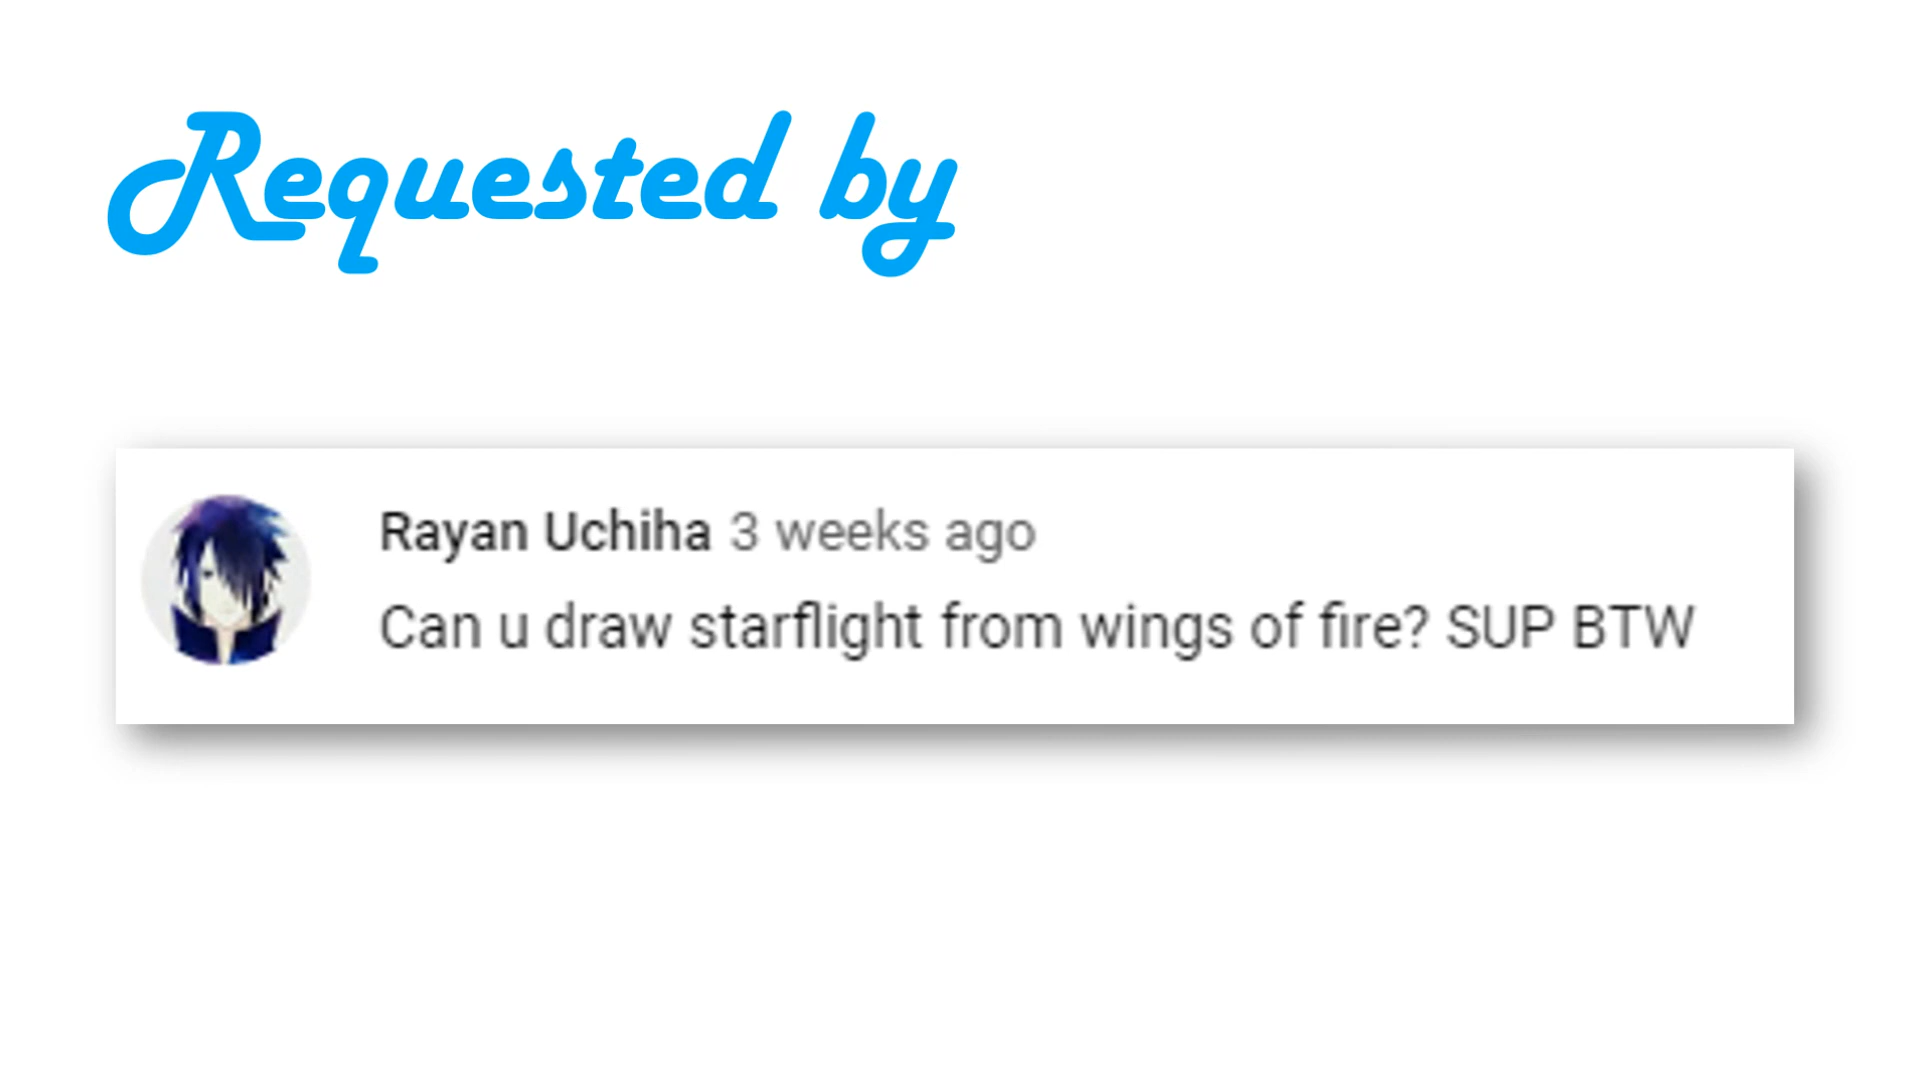 Requested by
Rayan Uchiha 3 weeks ago
Can u draw starflight from wings of fire? SUP BTW